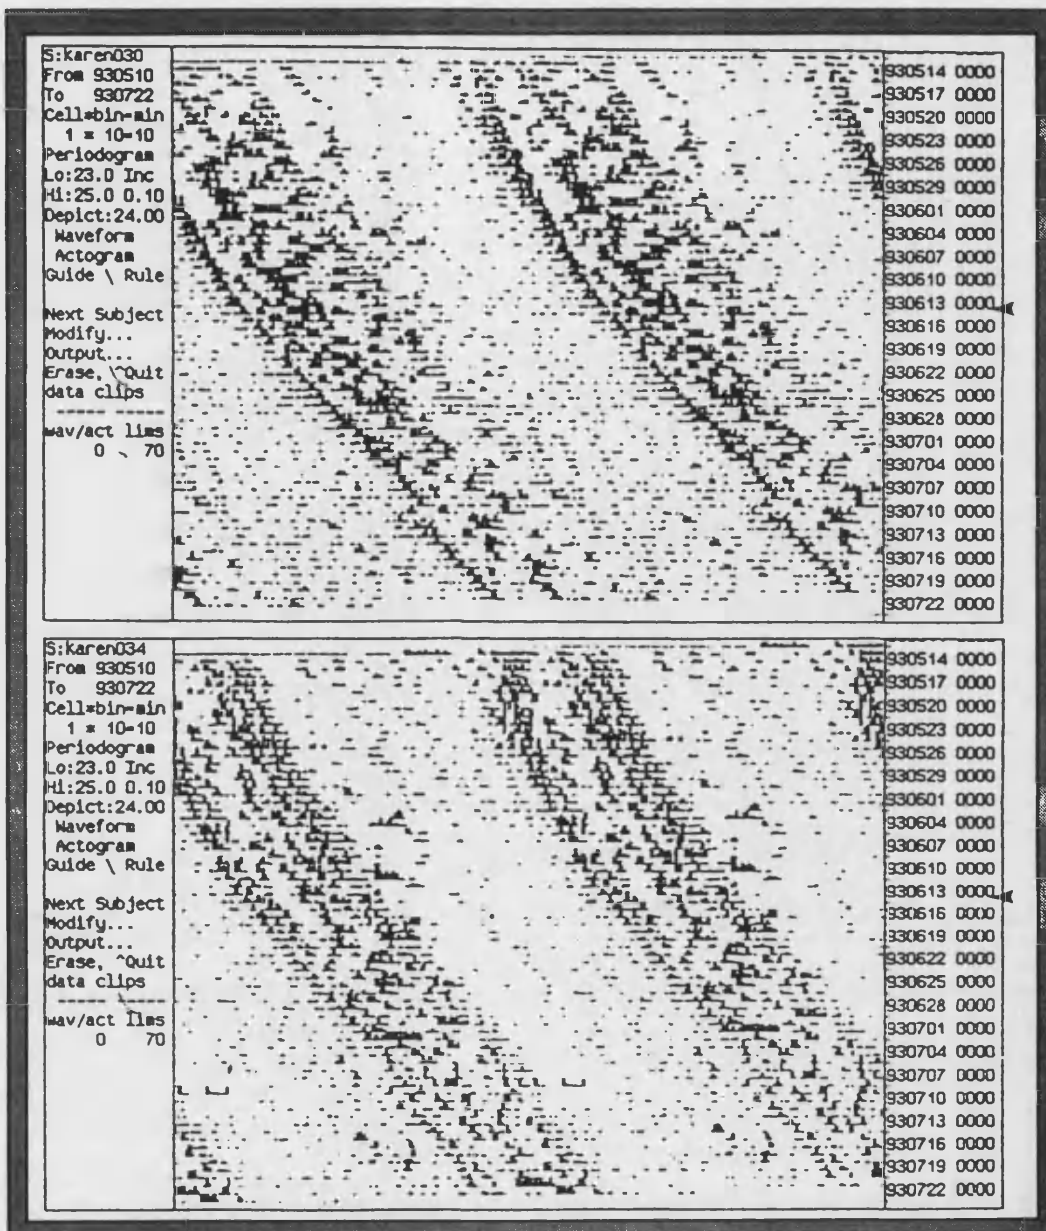 S:karen030
From 930510
To 930722
Cell*bin=min
1 * 10=10
Periodogram
Lo:23.0 Inc
Hi:25.0 0.10
Depict:24.00
Waveform
Actogram
Guide \ Rule
Next Subject
Modify...
Output...
Erase, \^Quit
data clips
------ ------
wav/act lims
0 70
930514 0000
930517 0000
930520 0000
930523 0000
930526 0000
930529 0000
930601 0000
930604 0000
930607 0000
930610 0000
930613 0000
930616 0000
930619 0000
930622 0000
930625 0000
930628 0000
930701 0000
930704 0000
930707 0000
930710 0000
930713 0000
930716 0000
930719 0000
930722 0000
S:karen034
From 930510
To 930722
Cell*bin=min
1 * 10=10
Periodogram
Lo:23.0 Inc
Hi:25.0 0.10
Depict:24.00
Waveform
Actogram
Guide \ Rule
Next Subject
Modify...
Output...
Erase, ^Quit
data clips
------ ------
wav/act lims
0 70
930514 0000
930517 0000
930520 0000
930523 0000
930526 0000
930529 0000
930601 0000
930604 0000
930607 0000
930610 0000
930613 0000
930616 0000
930619 0000
930622 0000
930625 0000
930628 0000
930701 0000
930704 0000
930707 0000
930710 0000
930713 0000
930716 0000
930719 0000
930722 0000